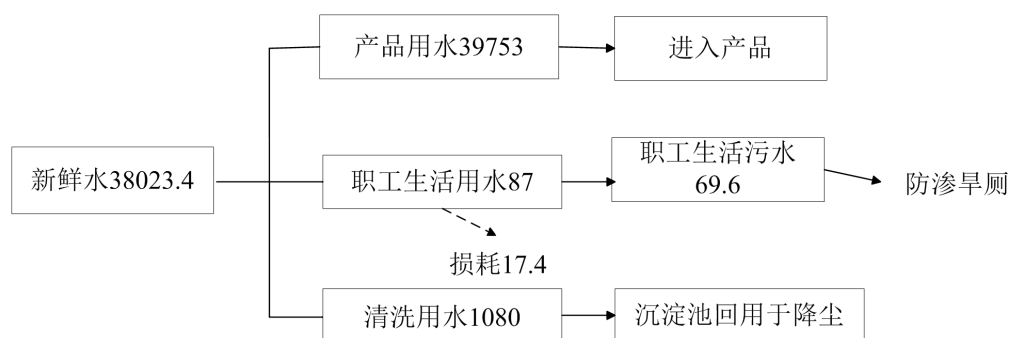 产品用水39753
进入产品
新鲜水38023.4
职工生活用水87
职工生活污水
69.6
防渗旱厕
损耗17.4
清洗用水1080
沉淀池回用于降尘